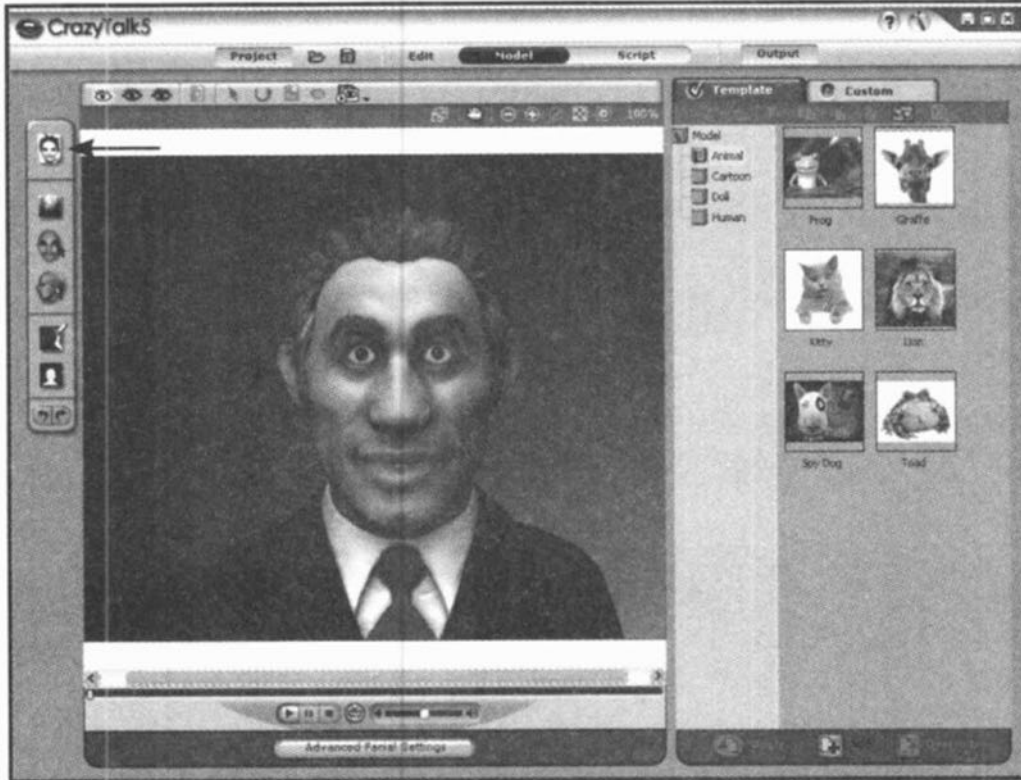 CrazyTalk5
Project Edit Model Script Output
Template Custom
100%
Model
Animal
Cartoon
Doll
Human
Frog Giraffe
Kitty Lion
Spy Dog Toad
Advanced Facial Settings